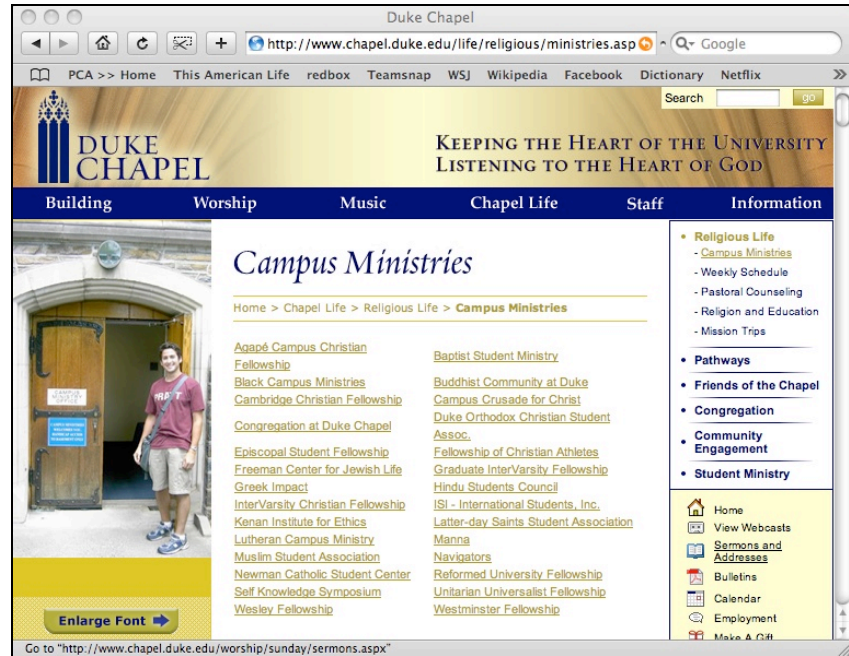 Duke Chapel
http://www.chapel.duke.edu/life/religious/ministries.asp
Google
PCA >> Home This American Life redbox Teamsnap WSJ Wikipedia Facebook Dictionary Netflix »
Search go
DUKE
CHAPEL
KEEPING THE HEART OF THE UNIVERSITY
LISTENING TO THE HEART OF GOD
Building Worship Music Chapel Life Staff Information
CAMPUS
MINISTRY
OFFICE
Campus Ministries
Home > Chapel Life > Religious Life > Campus Ministries
Agapé Campus Christian
Fellowship
Baptist Student Ministry
Black Campus Ministries
Buddhist Community at Duke
Cambridge Christian Fellowship
Campus Crusade for Christ
Congregation at Duke Chapel
Duke Orthodox Christian Student
Assoc.
Episcopal Student Fellowship
Fellowship of Christian Athletes
Freeman Center for Jewish Life
Graduate InterVarsity Fellowship
Greek Impact
Hindu Students Council
InterVarsity Christian Fellowship
ISI - International Students, Inc.
Kenan Institute for Ethics
Latter-day Saints Student Association
Lutheran Campus Ministry
Manna
Muslim Student Association
Navigators
Newman Catholic Student Center
Reformed University Fellowship
Self Knowledge Symposium
Unitarian Universalist Fellowship
Wesley Fellowship
Westminster Fellowship
• Religious Life
- Campus Ministries
- Weekly Schedule
- Pastoral Counseling
- Religion and Education
- Mission Trips
• Pathways
• Friends of the Chapel
• Congregation
• Community
Engagement
• Student Ministry
Home
View Webcasts
Sermons and
Addresses
Bulletins
Calendar
Employment
Make A Gift
Enlarge Font
Go to "http://www.chapel.duke.edu/worship/sunday/sermons.aspx"